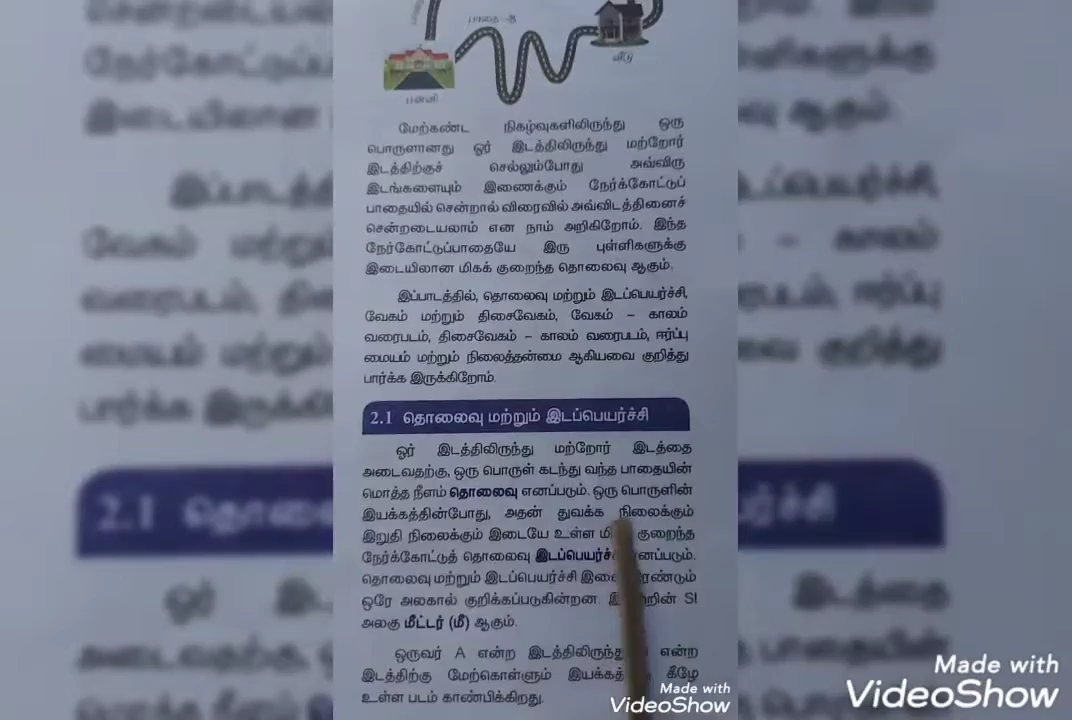 பாதை-ஆ
வீடு
பள்ளி
மேற்கண்ட நிகழ்வுகளிலிருந்து ஒரு
பொருளானது ஓர் இடத்திலிருந்து மற்றோர்
இடத்திற்குச் செல்லும்போது அவ்விரு
இடங்களையும் இணைக்கும் நேர்க்கோட்டுப்
பாதையில் சென்றால் விரைவில் அவ்விடத்தினைச்
சென்றடையலாம் என நாம் அறிகிறோம். இந்த
நேர்கோட்டுப்பாதையே இரு புள்ளிகளுக்கு
இடையிலான மிகக் குறைந்த தொலைவு ஆகும்.
இப்பாடத்தில், தொலைவு மற்றும் இடப்பெயர்ச்சி,
வேகம் மற்றும் திசைவேகம், வேகம் – காலம்
வரைபடம், திசைவேகம் – காலம் வரைபடம், ஈர்ப்பு
மையம் மற்றும் நிலைத்தன்மை ஆகியவை குறித்து
பார்க்க இருக்கிறோம்.
2.1 தொலைவு மற்றும் இடப்பெயர்ச்சி
ஓர் இடத்திலிருந்து மற்றோர் இடத்தை
அடைவதற்கு, ஒரு பொருள் கடந்து வந்த பாதையின்
மொத்த நீளம் தொலைவு எனப்படும். ஒரு பொருளின்
இயக்கத்தின்போது, அதன் துவக்க நிலைக்கும்
இறுதி நிலைக்கும் இடையே உள்ள குறைந்த
நேர்க்கோட்டுத் தொலைவு இடப்பெயர்ச்சி எனப்படும்.
தொலைவு மற்றும் இடப்பெயர்ச்சி இவை இரண்டும்
ஒரே அலகால் குறிக்கப்படுகின்றன. SI
அலகு மீட்டர் (மீ) ஆகும்.
ஒருவர் A என்ற இடத்திலிருந்து என்ற
இடத்திற்கு மேற்கொள்ளும் கீழே
உள்ள படம் காண்பிக்கிறது.
Made with
VideoShow
Made with
VideoShow